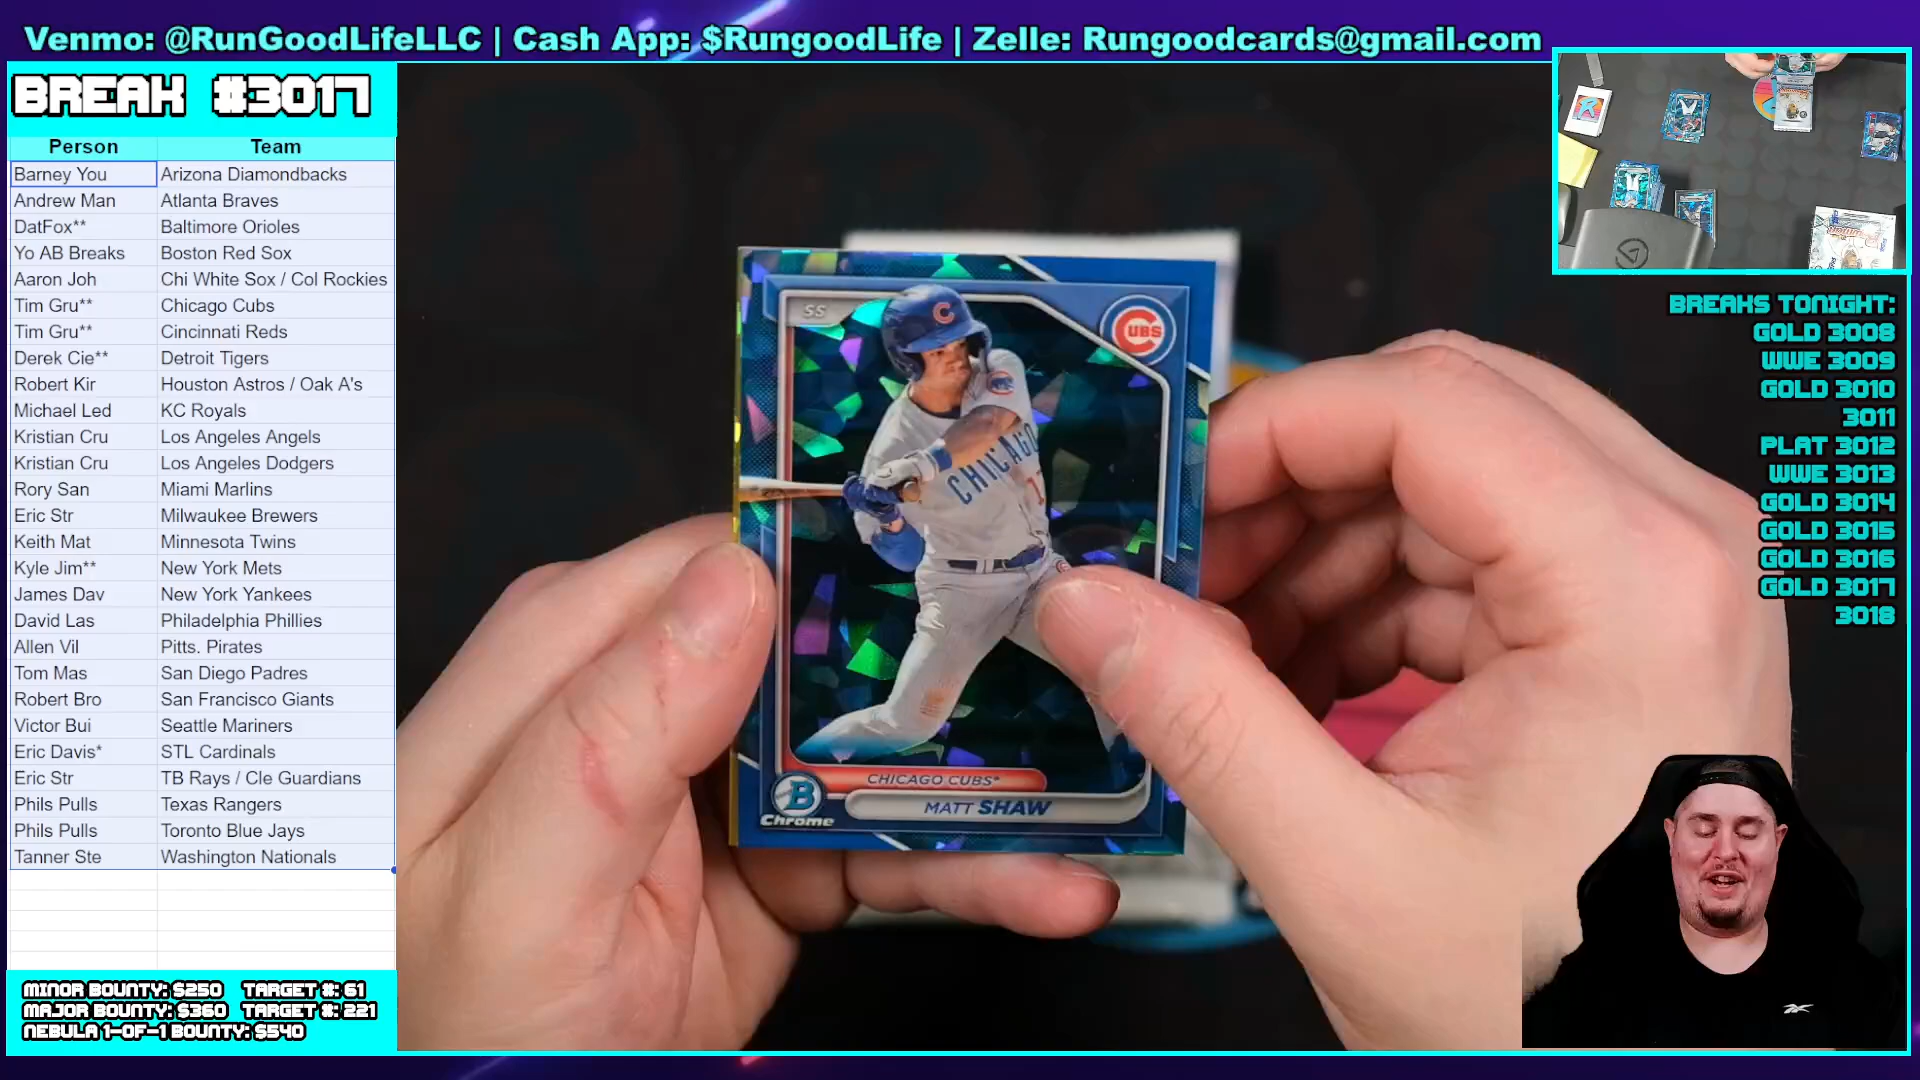 Venmo: @RunGoodLifeLLC | Cash App: $RungoodLife | Zelle: Rungoodcards@gmail.com
BREAK #3017
Person Team
Barney You Arizona Diamondbacks
Andrew Man Atlanta Braves
DatFox** Baltimore Orioles
Yo AB Breaks Boston Red Sox
Aaron Joh Chi White Sox / Col Rockies
Tim Gru** Chicago Cubs
Tim Gru** Cincinnati Reds
Derek Cie** Detroit Tigers
Robert Kir Houston Astros / Oak A's
Michael Led KC Royals
Kristian Cru Los Angeles Angels
Kristian Cru Los Angeles Dodgers
Rory San Miami Marlins
Eric Str Milwaukee Brewers
Keith Mat Minnesota Twins
Kyle Jim** New York Mets
James Dav New York Yankees
David Las Philadelphia Phillies
Allen Vil Pitts. Pirates
Tom Mas San Diego Padres
Robert Bro San Francisco Giants
Victor Bui Seattle Mariners
Eric Davis* STL Cardinals
Eric Str TB Rays / Cle Guardians
Phils Pulls Texas Rangers
Phils Pulls Toronto Blue Jays
Tanner Ste Washington Nationals
MINOR BOUNTY: $250 TARGET #: 61
MAJOR BOUNTY: $360 TARGET #: 221
NEBULA 1-OF-1 BOUNTY: $540
SS
C
CUBS
CHICAGO
1
CHICAGO CUBS*
MATT SHAW
B
Chrome
R
BREAKS TONIGHT:
GOLD 3008
WWE 3009
GOLD 3010
3011
PLAT 3012
WWE 3013
GOLD 3014
GOLD 3015
GOLD 3016
GOLD 3017
3018